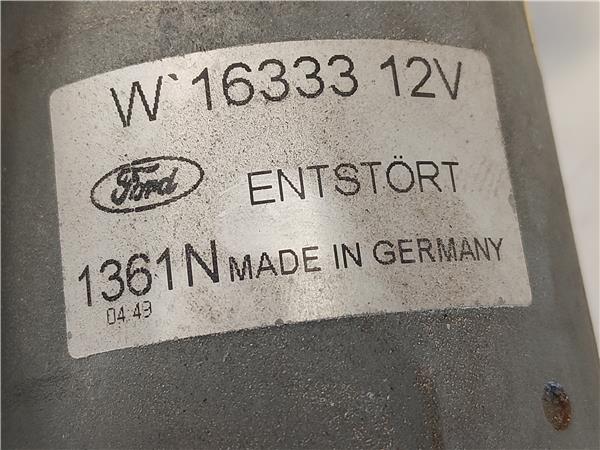 W`16333 12V
Ford ENTSTÖRT
1361N MADE IN GERMANY
04:49